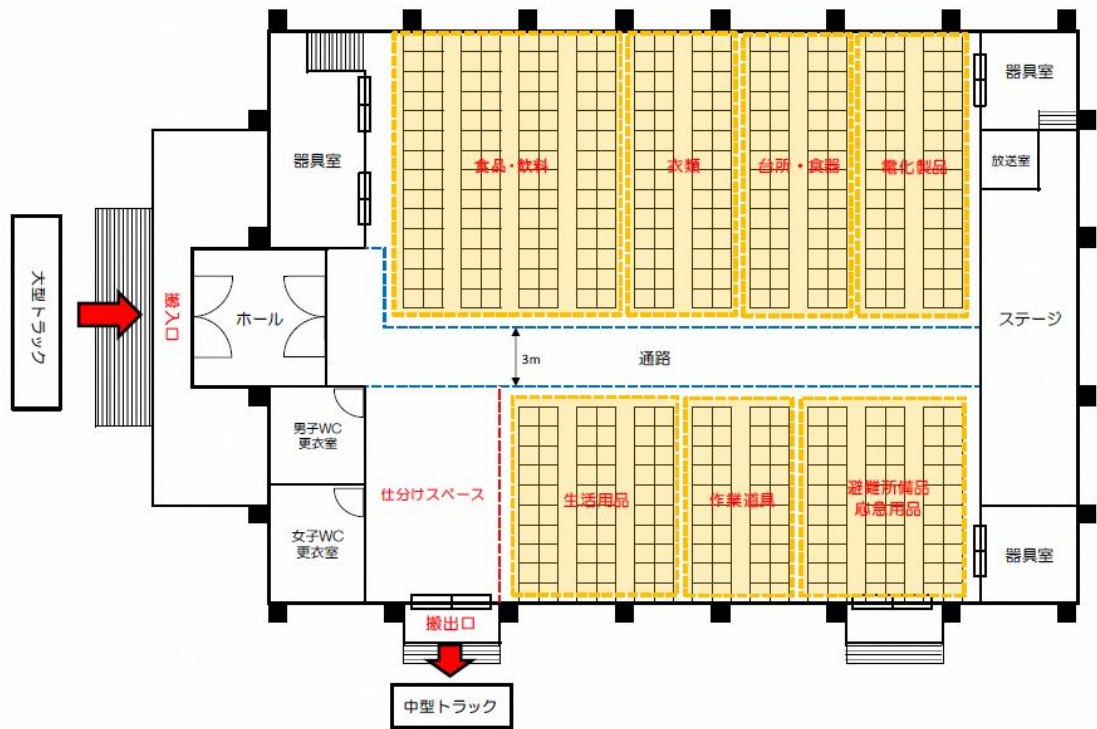 器具室
放送室
器具室
食品・飲料
衣類
台所・食器
電化製品
大型トラック
搬入口
ホール
3m
通路
ステージ
男子WC
更衣室
女子WC
更衣室
仕分けスペース
生活用品
作業道具
避難所備品
応急用品
器具室
搬出口
中型トラック